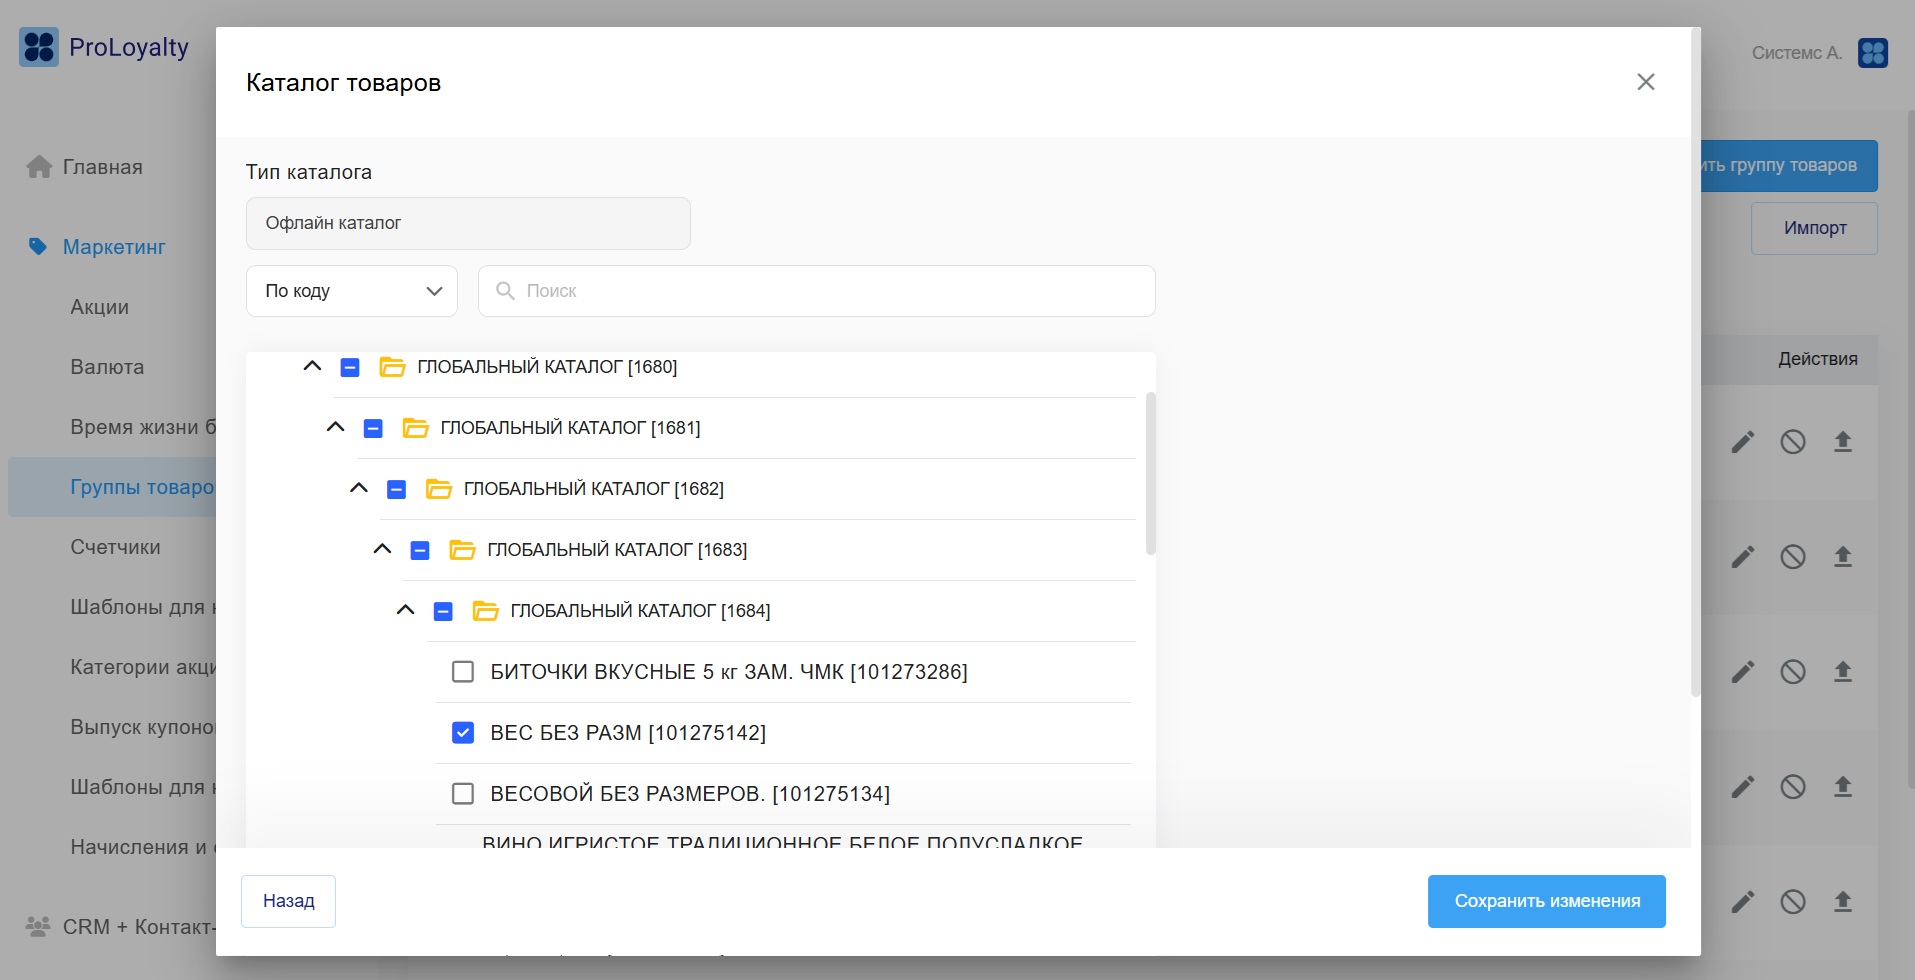 ProLoyalty
Системс А.
Каталог товаров
Главная
Тип каталога
ить группу товаров
Офлайн каталог
Импорт
Маркетинг
По коду
Поиск
Акции
Действия
Валюта
ГЛОБАЛЬНЫЙ КАТАЛОГ [1680]
Время жизни б
ГЛОБАЛЬНЫЙ КАТАЛОГ [1681]
Группы товаро
ГЛОБАЛЬНЫЙ КАТАЛОГ [1682]
Счетчики
ГЛОБАЛЬНЫЙ КАТАЛОГ [1683]
Шаблоны для
ГЛОБАЛЬНЫЙ КАТАЛОГ [1684]
Категории акци
БИТОЧКИ ВКУСНЫЕ 5 кг ЗАМ. ЧМК [101273286]
Выпуск купоно
ВЕС БЕЗ РАЗМ [101275142]
Шаблоны для
ВЕСОВОЙ БЕЗ РАЗМЕРОВ. [101275134]
Начисления и
ВИНО ИГРИСТОЕ ТРАДИЦИОННОЕ БЕЛОЕ ПОЛУСЛАДКОЕ
Назад
Сохранить изменения
CRM + Контакт-